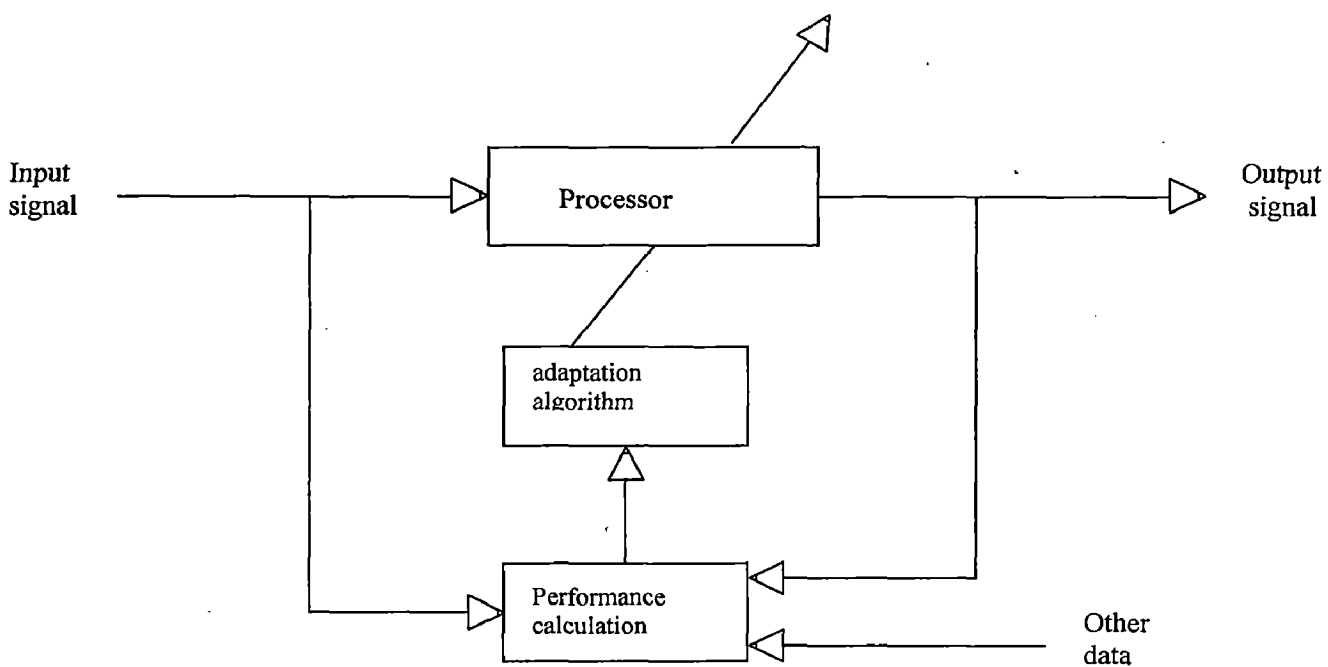 Input
signal
Processor
Output
signal
adaptation
algorithm
Performance
calculation
Other
data